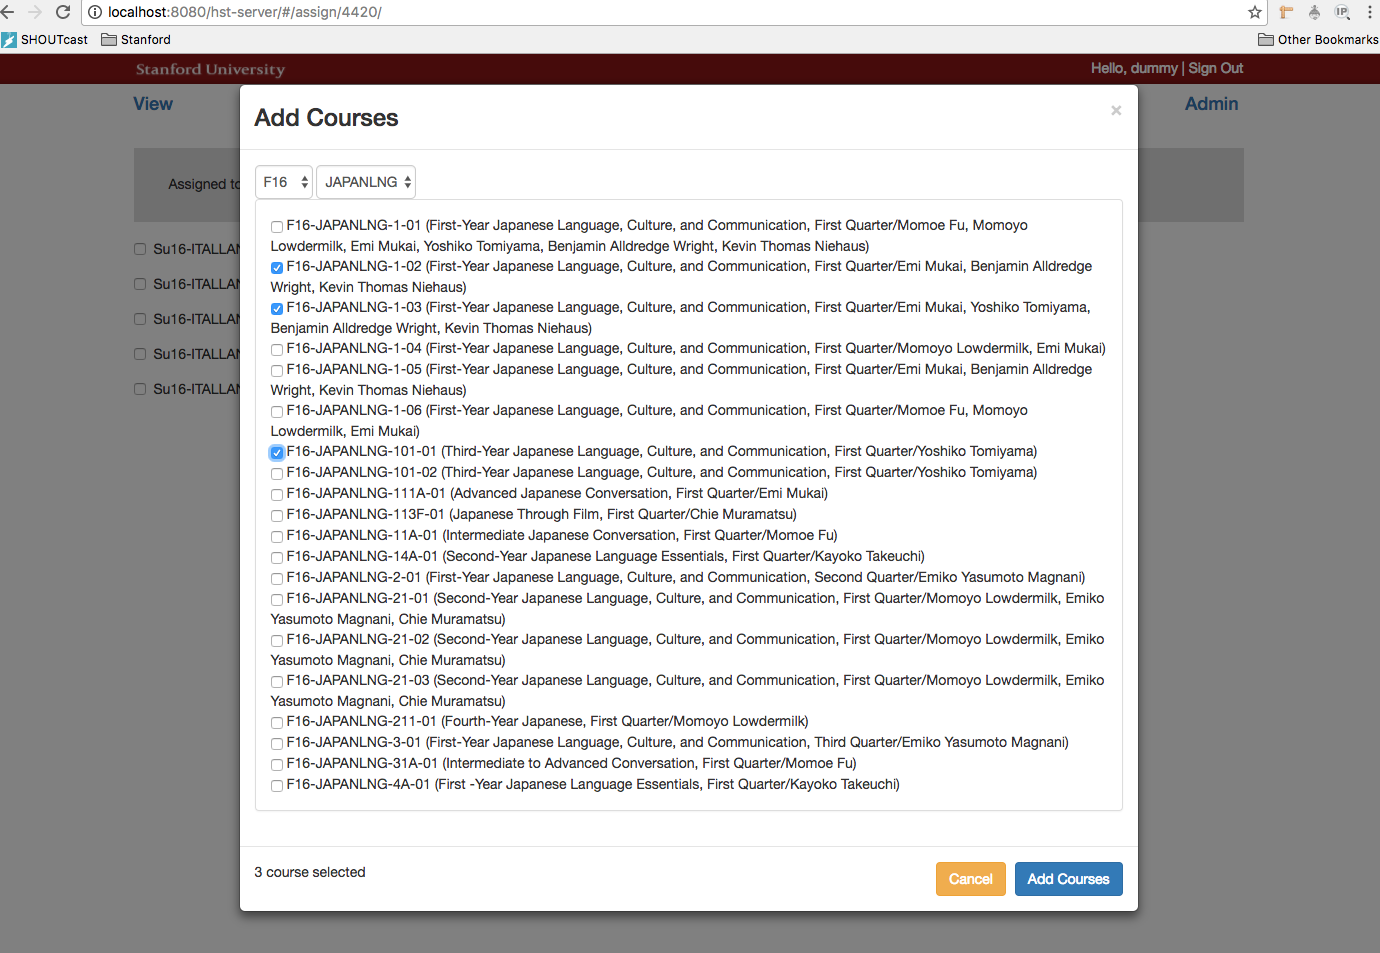 localhost:8080/hst-server/#/assign/4420/
IP
SHOUTcast Stanford Other Bookmarks
Stanford University Hello, dummy | Sign Out
View Admin
Add Courses ×
F16 JAPANLNG
Assigned to
F16-JAPANLNG-1-01 (First-Year Japanese Language, Culture, and Communication, First Quarter/Momoe Fu, Momoyo
Lowdermilk, Emi Mukai, Yoshiko Tomiyama, Benjamin Alldredge Wright, Kevin Thomas Niehaus)
F16-JAPANLNG-1-02 (First-Year Japanese Language, Culture, and Communication, First Quarter/Emi Mukai, Benjamin Alldredge
Wright, Kevin Thomas Niehaus)
F16-JAPANLNG-1-03 (First-Year Japanese Language, Culture, and Communication, First Quarter/Emi Mukai, Yoshiko Tomiyama,
Benjamin Alldredge Wright, Kevin Thomas Niehaus)
F16-JAPANLNG-1-04 (First-Year Japanese Language, Culture, and Communication, First Quarter/Momoyo Lowdermilk, Emi Mukai)
F16-JAPANLNG-1-05 (First-Year Japanese Language, Culture, and Communication, First Quarter/Emi Mukai, Benjamin Alldredge
Wright, Kevin Thomas Niehaus)
F16-JAPANLNG-1-06 (First-Year Japanese Language, Culture, and Communication, First Quarter/Momoe Fu, Momoyo
Lowdermilk, Emi Mukai)
F16-JAPANLNG-101-01 (Third-Year Japanese Language, Culture, and Communication, First Quarter/Yoshiko Tomiyama)
F16-JAPANLNG-101-02 (Third-Year Japanese Language, Culture, and Communication, First Quarter/Yoshiko Tomiyama)
F16-JAPANLNG-111A-01 (Advanced Japanese Conversation, First Quarter/Emi Mukai)
F16-JAPANLNG-113F-01 (Japanese Through Film, First Quarter/Chie Muramatsu)
F16-JAPANLNG-11A-01 (Intermediate Japanese Conversation, First Quarter/Momoe Fu)
F16-JAPANLNG-14A-01 (Second-Year Japanese Language Essentials, First Quarter/Kayoko Takeuchi)
F16-JAPANLNG-2-01 (First-Year Japanese Language, Culture, and Communication, Second Quarter/Emiko Yasumoto Magnani)
F16-JAPANLNG-21-01 (Second-Year Japanese Language, Culture, and Communication, First Quarter/Momoyo Lowdermilk, Emiko
Yasumoto Magnani, Chie Muramatsu)
F16-JAPANLNG-21-02 (Second-Year Japanese Language, Culture, and Communication, First Quarter/Momoyo Lowdermilk, Emiko
Yasumoto Magnani, Chie Muramatsu)
F16-JAPANLNG-21-03 (Second-Year Japanese Language, Culture, and Communication, First Quarter/Momoyo Lowdermilk, Emiko
Yasumoto Magnani, Chie Muramatsu)
F16-JAPANLNG-211-01 (Fourth-Year Japanese, First Quarter/Momoyo Lowdermilk)
F16-JAPANLNG-3-01 (First-Year Japanese Language, Culture, and Communication, Third Quarter/Emiko Yasumoto Magnani)
F16-JAPANLNG-31A-01 (Intermediate to Advanced Conversation, First Quarter/Momoe Fu)
F16-JAPANLNG-4A-01 (First -Year Japanese Language Essentials, First Quarter/Kayoko Takeuchi)
Su16-ITALLAN
Su16-ITALLAN
Su16-ITALLAN
Su16-ITALLAN
Su16-ITALLAN
3 course selected
Cancel Add Courses